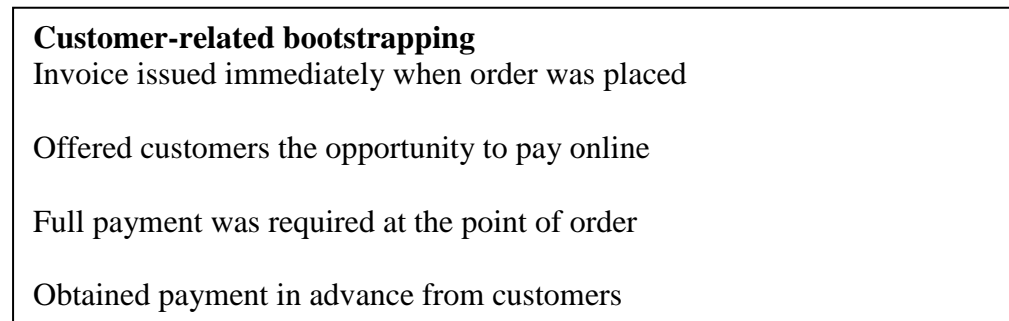 Customer-related bootstrapping
Invoice issued immediately when order was placed
Offered customers the opportunity to pay online
Full payment was required at the point of order
Obtained payment in advance from customers